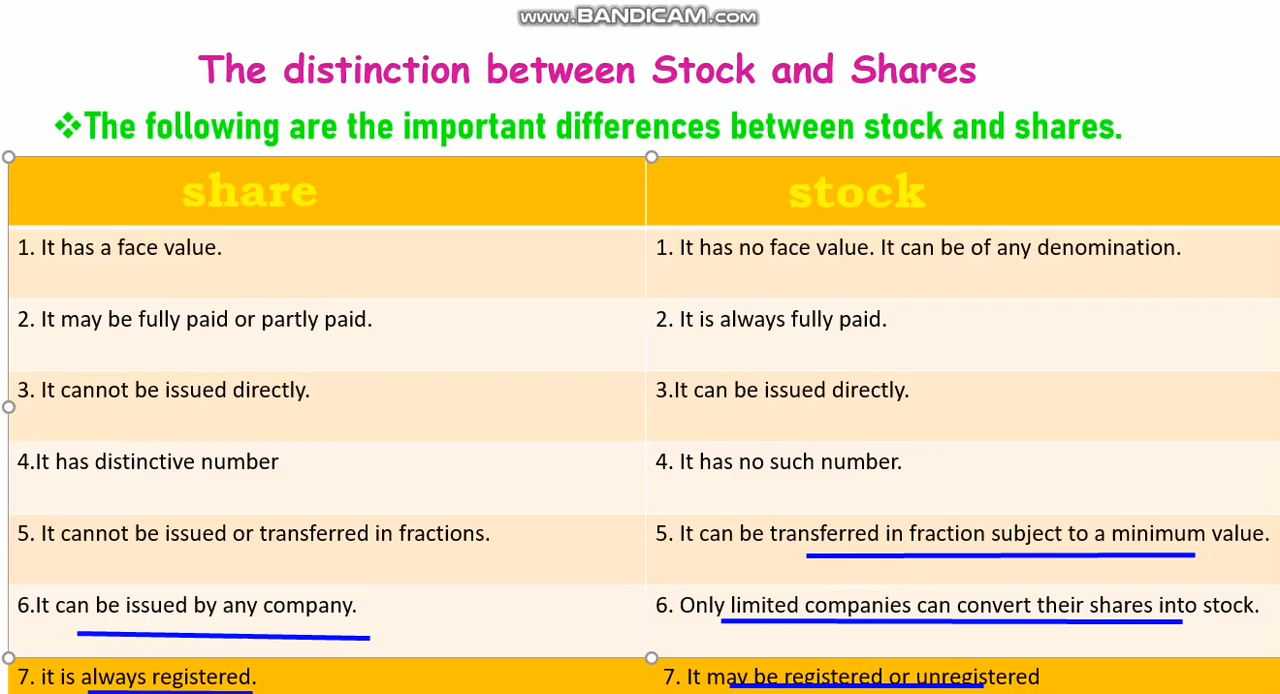 www.BANDICAM.com
The distinction between Stock and Shares
❖The following are the important differences between stock and shares.
share stock
1. It has a face value. 1. It has no face value. It can be of any denomination.
2. It may be fully paid or partly paid. 2. It is always fully paid.
3. It cannot be issued directly. 3.It can be issued directly.
4.It has distinctive number 4. It has no such number.
5. It cannot be issued or transferred in fractions. 5. It can be transferred in fraction subject to a minimum value.
6.It can be issued by any company. 6. Only limited companies can convert their shares into stock.
7. it is always registered. 7. It may be registered or unregistered